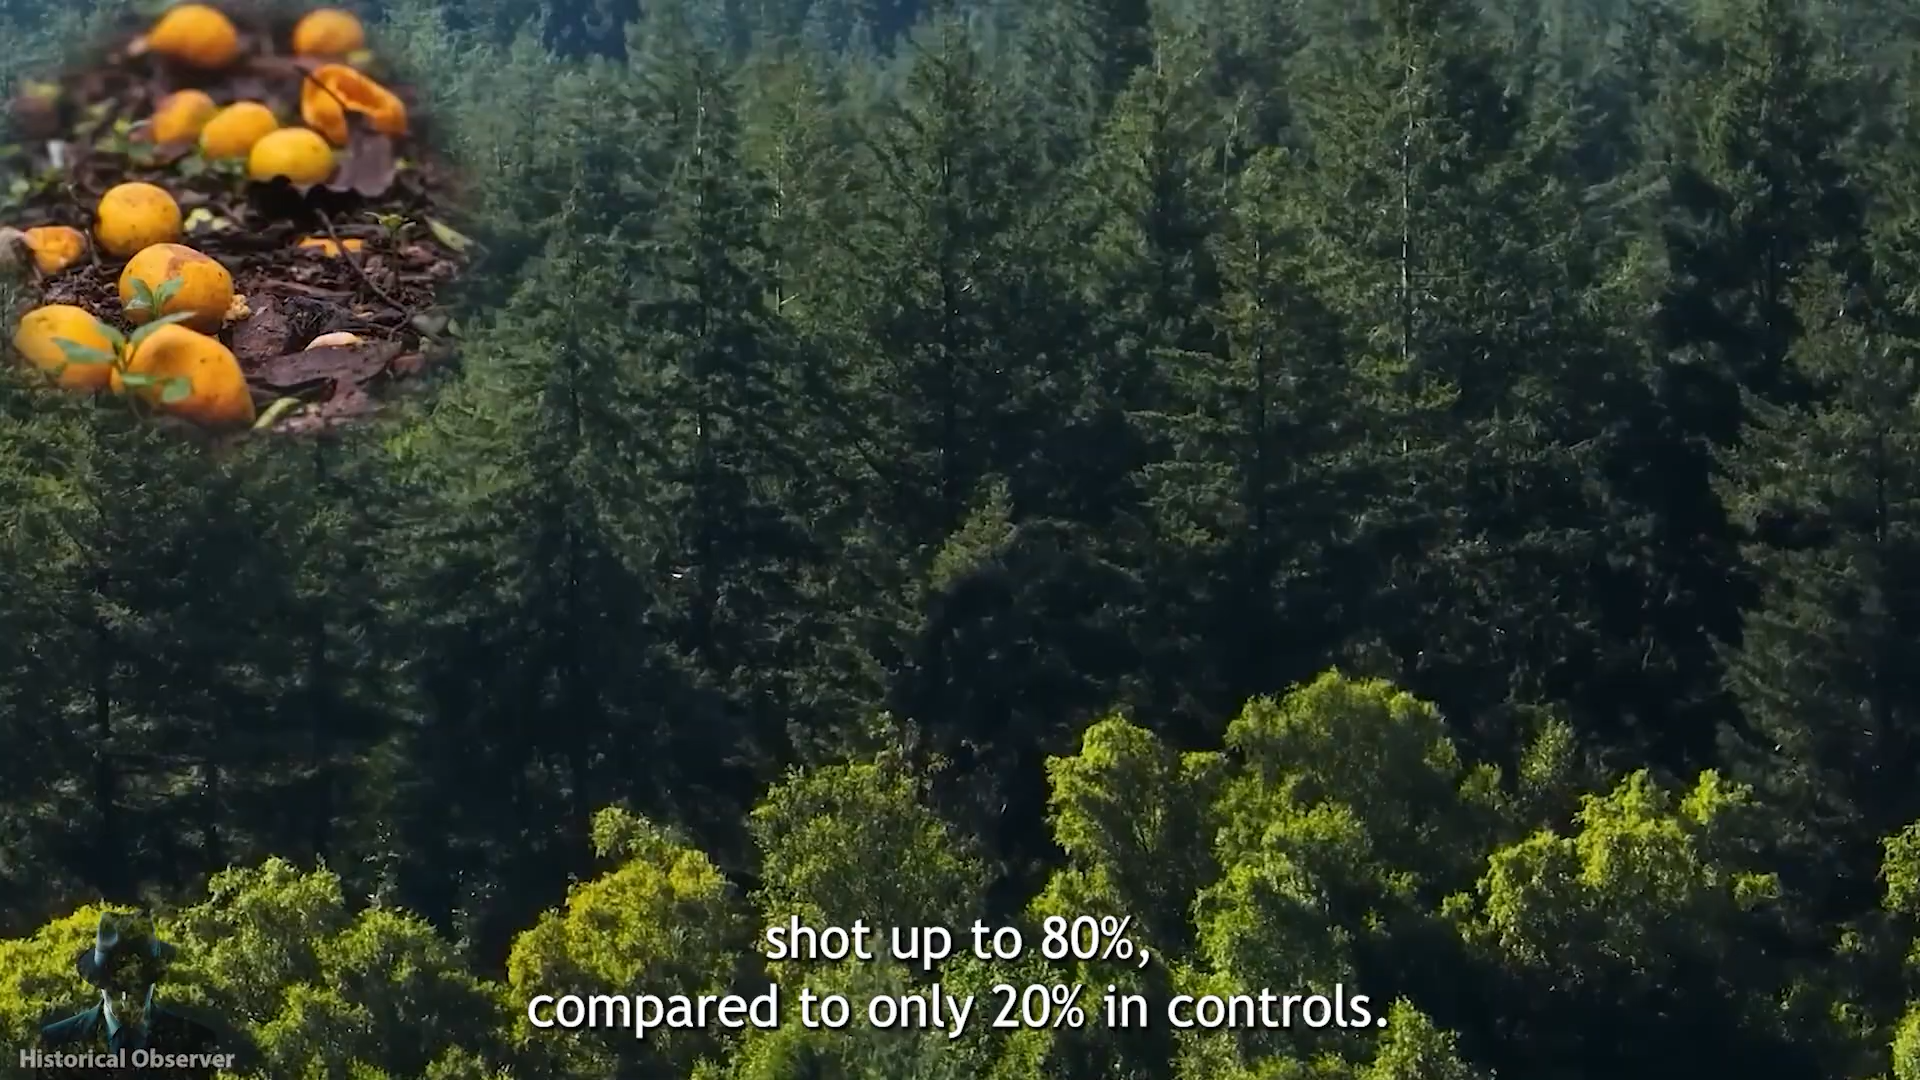 shot up to 80%,
compared to only 20% in controls.
Historical Observer